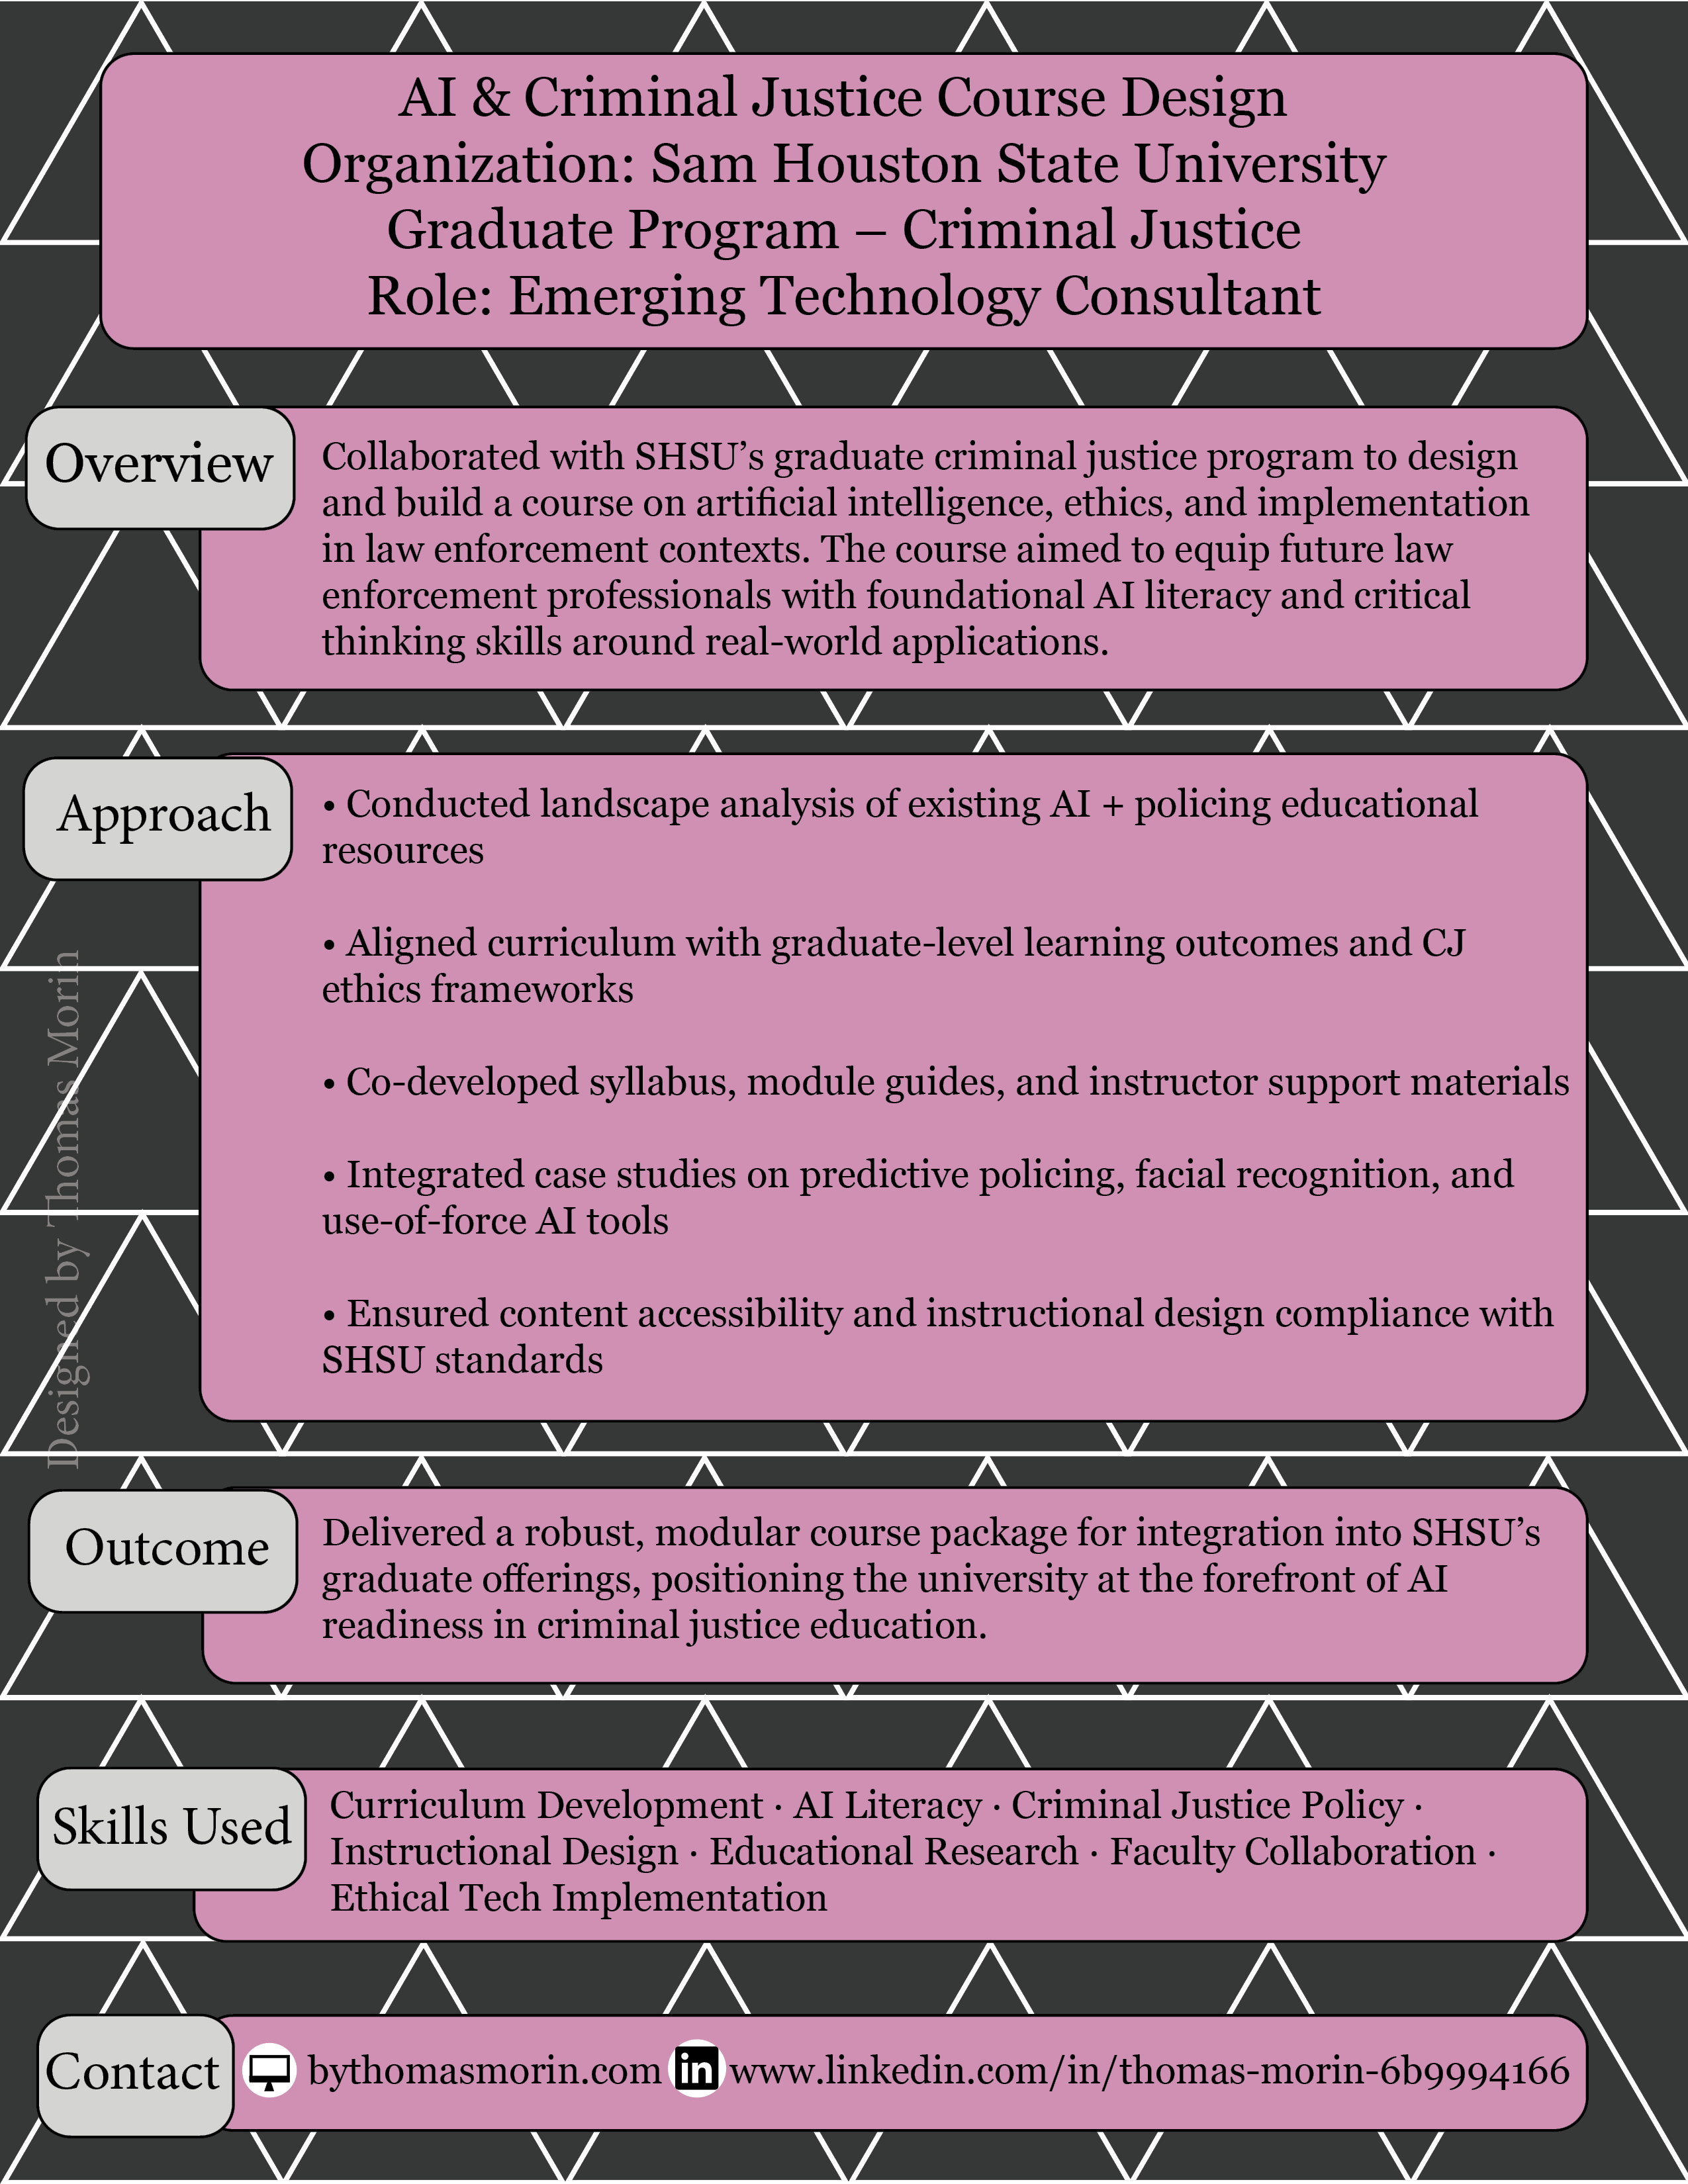 AI & Criminal Justice Course Design
Organization: Sam Houston State University
Graduate Program – Criminal Justice
Role: Emerging Technology Consultant
Overview
Collaborated with SHSU’s graduate criminal justice program to design
and build a course on artificial intelligence, ethics, and implementation
in law enforcement contexts. The course aimed to equip future law
enforcement professionals with foundational AI literacy and critical
thinking skills around real-world applications.
Approach
• Conducted landscape analysis of existing AI + policing educational
resources
• Aligned curriculum with graduate-level learning outcomes and CJ
ethics frameworks
• Co-developed syllabus, module guides, and instructor support materials
• Integrated case studies on predictive policing, facial recognition, and
use-of-force AI tools
• Ensured content accessibility and instructional design compliance with
SHSU standards
Designed by Thomas Morin
Outcome
Delivered a robust, modular course package for integration into SHSU’s
graduate offerings, positioning the university at the forefront of AI
readiness in criminal justice education.
Skills Used
Curriculum Development · AI Literacy · Criminal Justice Policy ·
Instructional Design · Educational Research · Faculty Collaboration ·
Ethical Tech Implementation
Contact
bythomasmorin.com
in
www.linkedin.com/in/thomas-morin-6b9994166